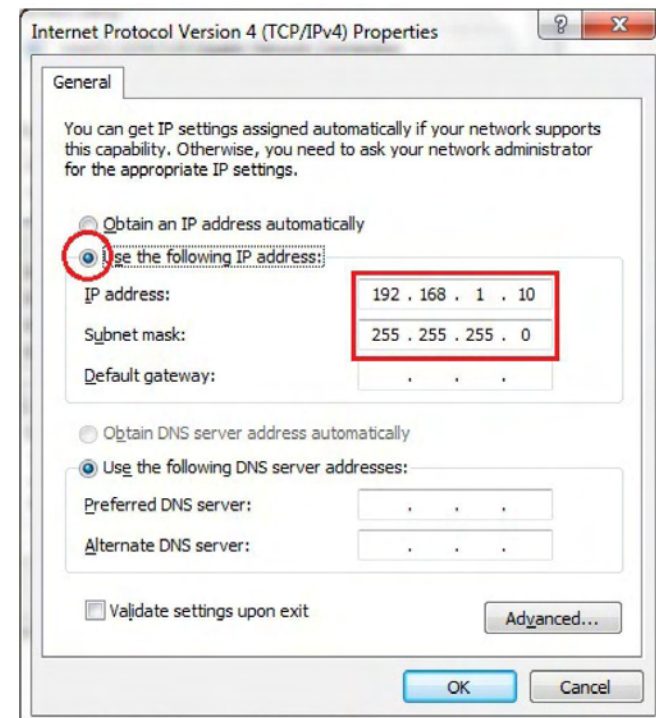 Internet Protocol Version 4 (TCP/IPv4) Properties
General
You can get IP settings assigned automatically if your network supports
this capability. Otherwise, you need to ask your network administrator
for the appropriate IP settings.
Obtain an IP address automatically
Use the following IP address:
IP address: 192 . 168 . 1 . 10
Subnet mask: 255 . 255 . 255 . 0
Default gateway: . . .
Obtain DNS server address automatically
Use the following DNS server addresses:
Preferred DNS server: . . .
Alternate DNS server: . . .
Validate settings upon exit
Advanced...
OK Cancel